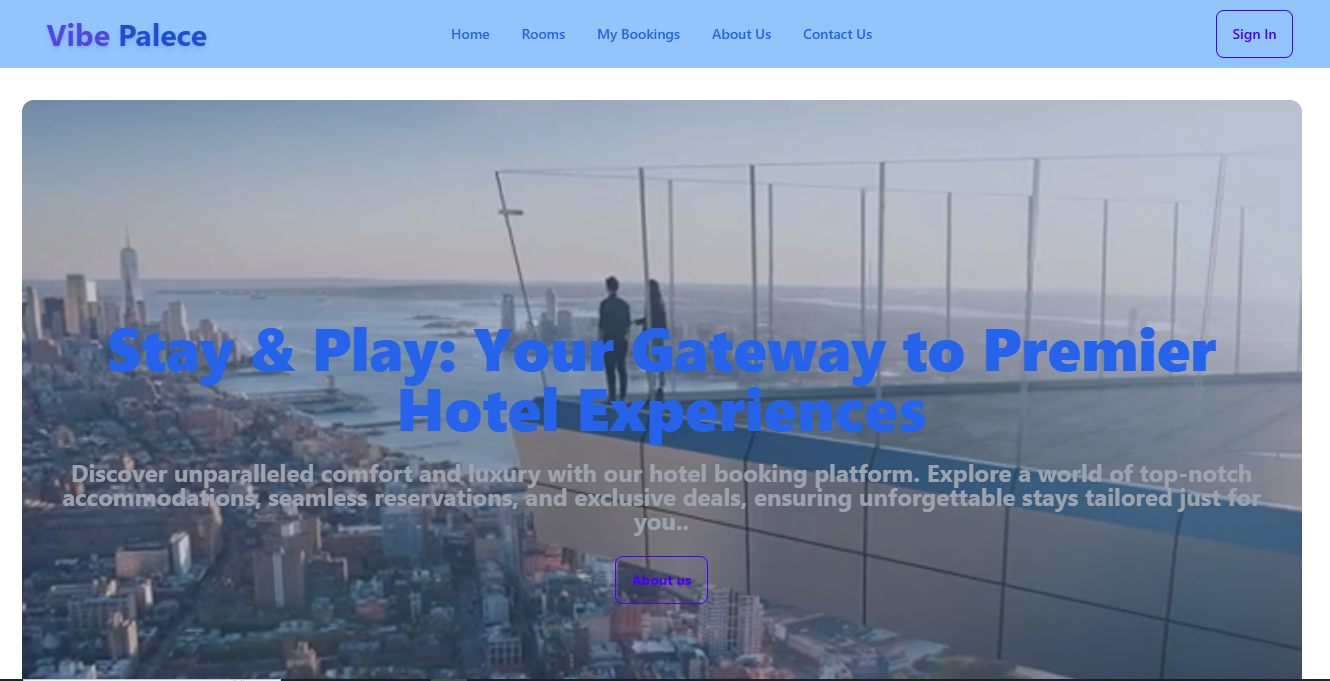 Vibe Palece
Home Rooms My Bookings About Us Contact Us
Sign In
Stay & Play: Your Gateway to Premier
Hotel Experiences
Discover unparalleled comfort and luxury with our hotel booking platform. Explore a world of top-notch
accommodations, seamless reservations, and exclusive deals, ensuring unforgettable stays tailored just for
you..
About us